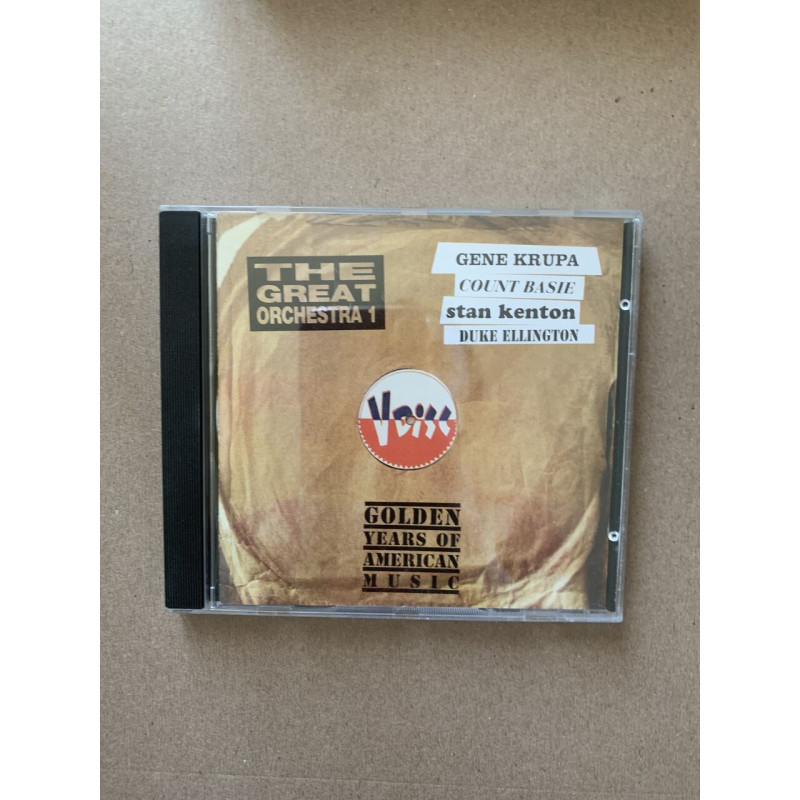 THE
GREAT
ORCHESTRA 1
GENE KRUPA
COUNT BASIE
stan kenton
DUKE ELLINGTON
V Disc
GOLDEN
YEARS OF
AMERICAN
MUSIC